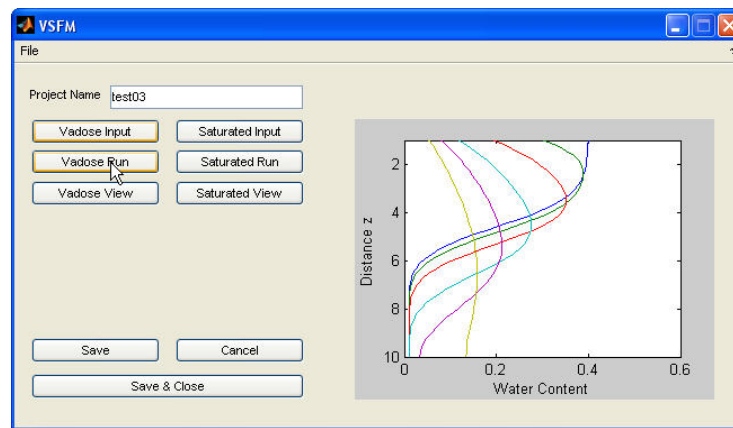 VSFM
File
Project Name test03
Vadose Input Saturated Input
Vadose Run Saturated Run
Vadose View Saturated View
Save Cancel
Save & Close
2
4
6
8
10
Distance z
0 0.2 0.4 0.6
Water Content